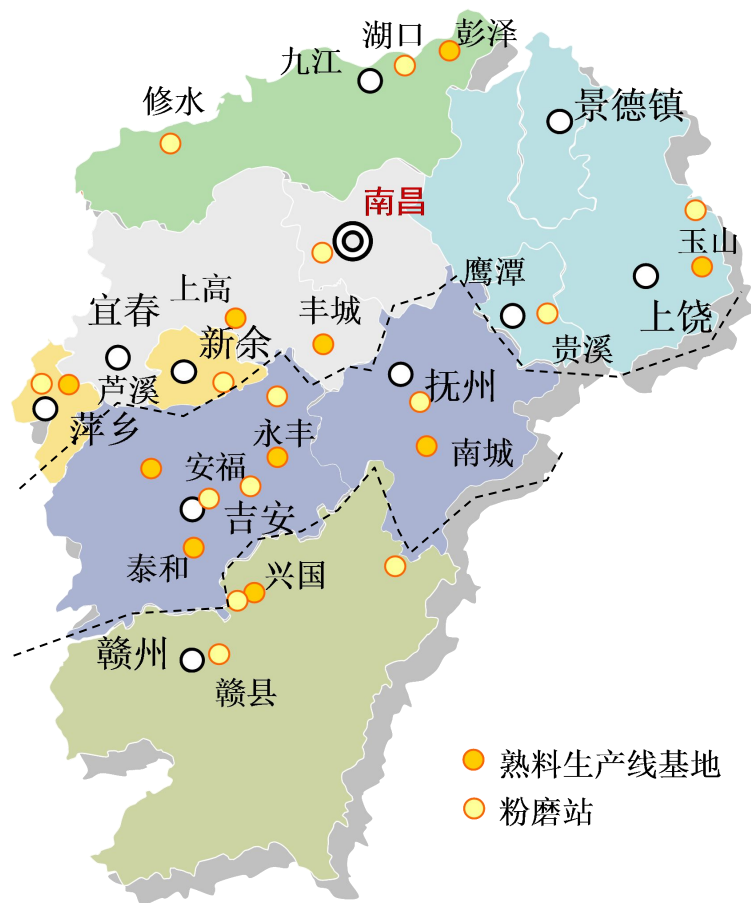 彭泽
湖口
九江
修水
景德镇
南昌
玉山
鹰潭
上高
宜春
丰城
上饶
新余
贵溪
芦溪
抚州
萍乡
永丰
南城
安福
吉安
泰和
兴国
赣州
赣县
熟料生产线基地
粉磨站